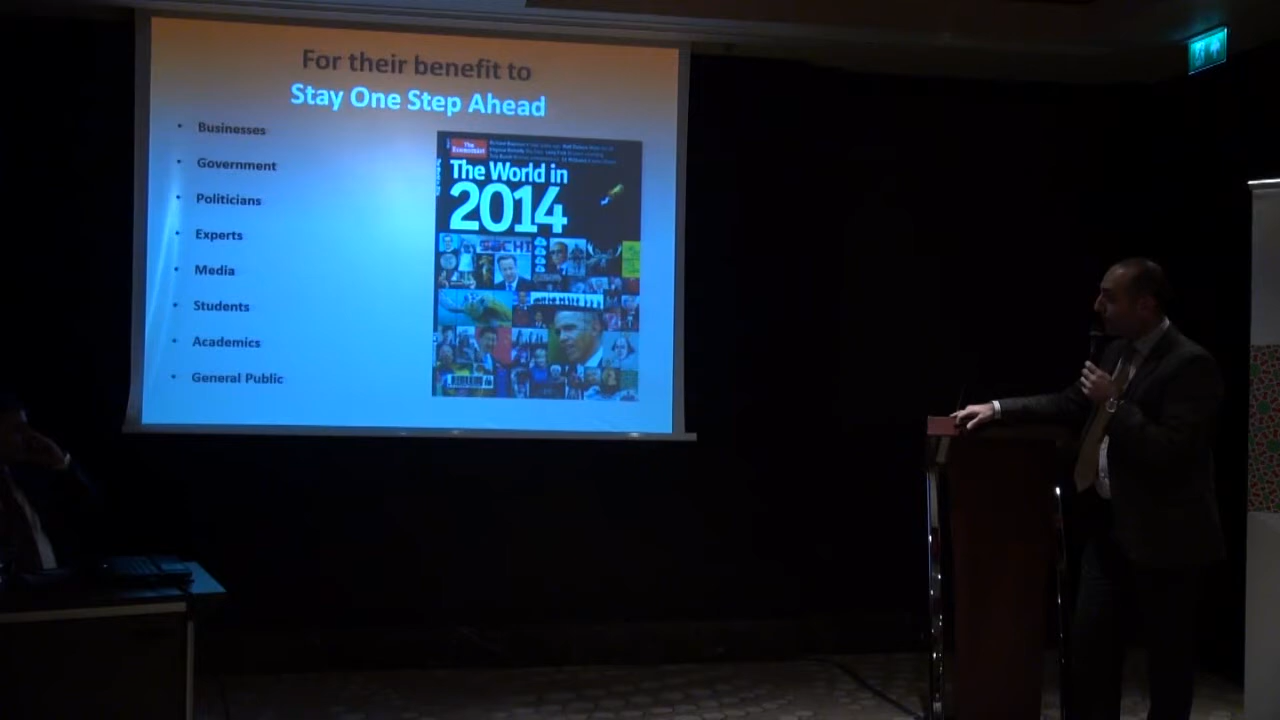 For their benefit to
Stay One Step Ahead
• Businesses
• Government
• Politicians
• Experts
• Media
• Students
• Academics
• General Public
The
Economist
The World in
2014
SOCHI